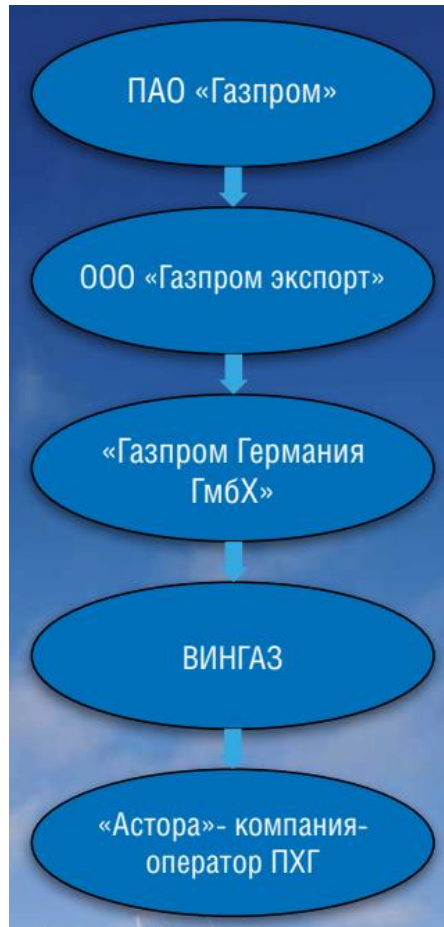 ПАО «Газпром»
ООО «Газпром экспорт»
«Газпром Германия
ГмбХ»
ВИНГАЗ
«Астора»- компания-
оператор ПХГ